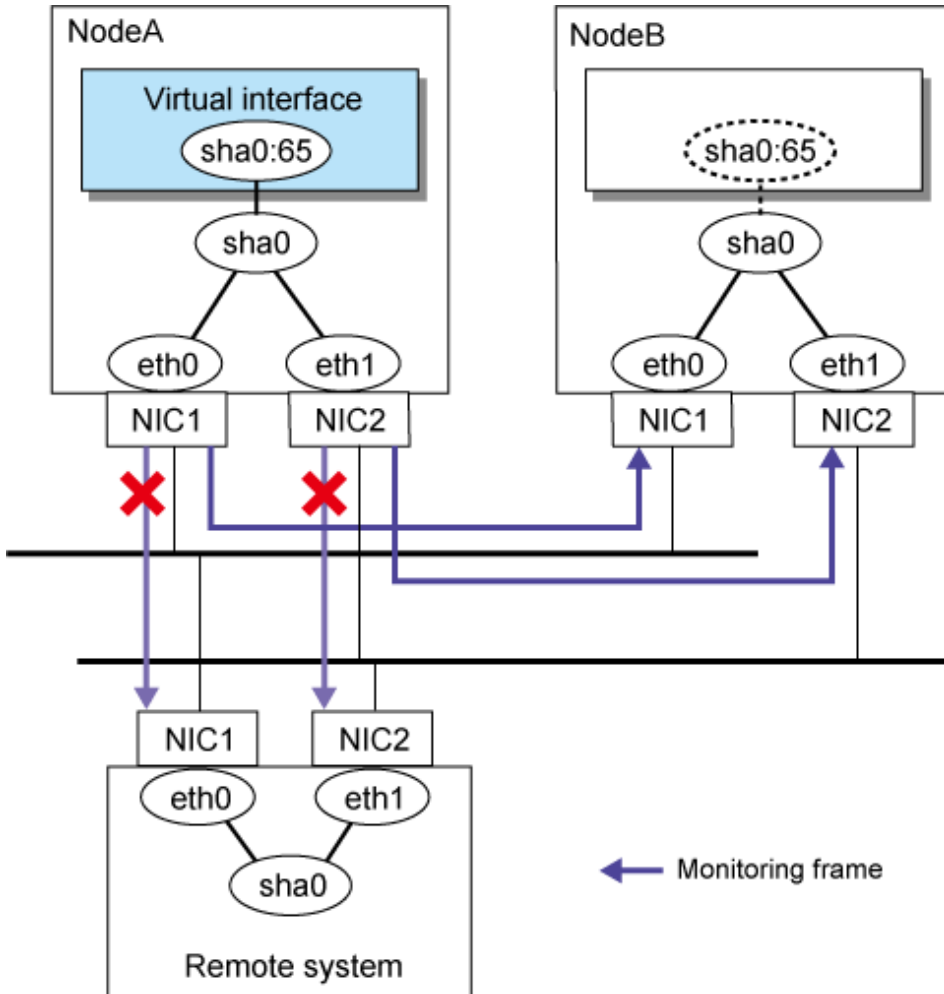 NodeA
Virtual interface
sha0:65
sha0
eth0
eth1
NIC1
NIC2
NodeB
sha0:65
sha0
eth0
eth1
NIC1
NIC2
NIC1
NIC2
eth0
eth1
sha0
Remote system
Monitoring frame